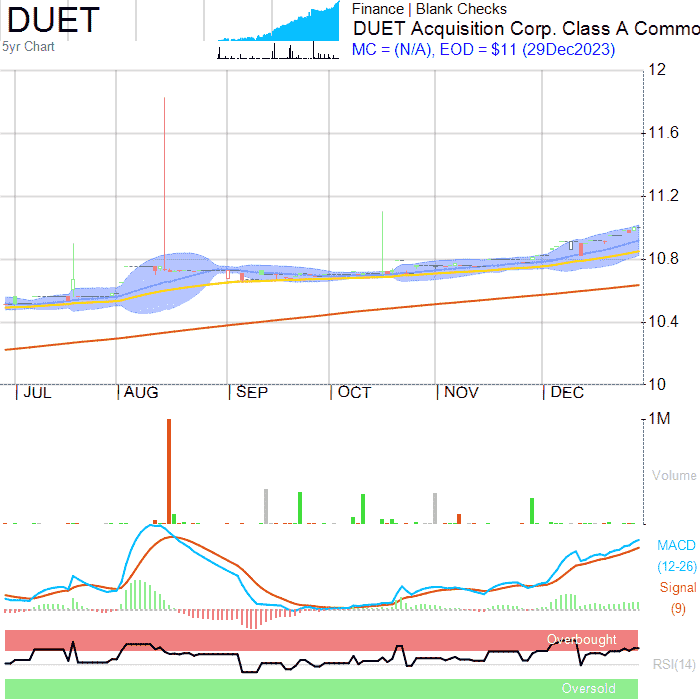 DUET
5yr Chart
Finance | Blank Checks
DUET Acquisition Corp. Class A Commo
MC = (N/A), EOD = $11 (29Dec2023)
12
11.6
11.2
10.8
10.4
10
JUL AUG SEP OCT NOV DEC
1M
Volume
MACD
(12-26)
Signal
(9)
Overbought
RSI(14)
Oversold